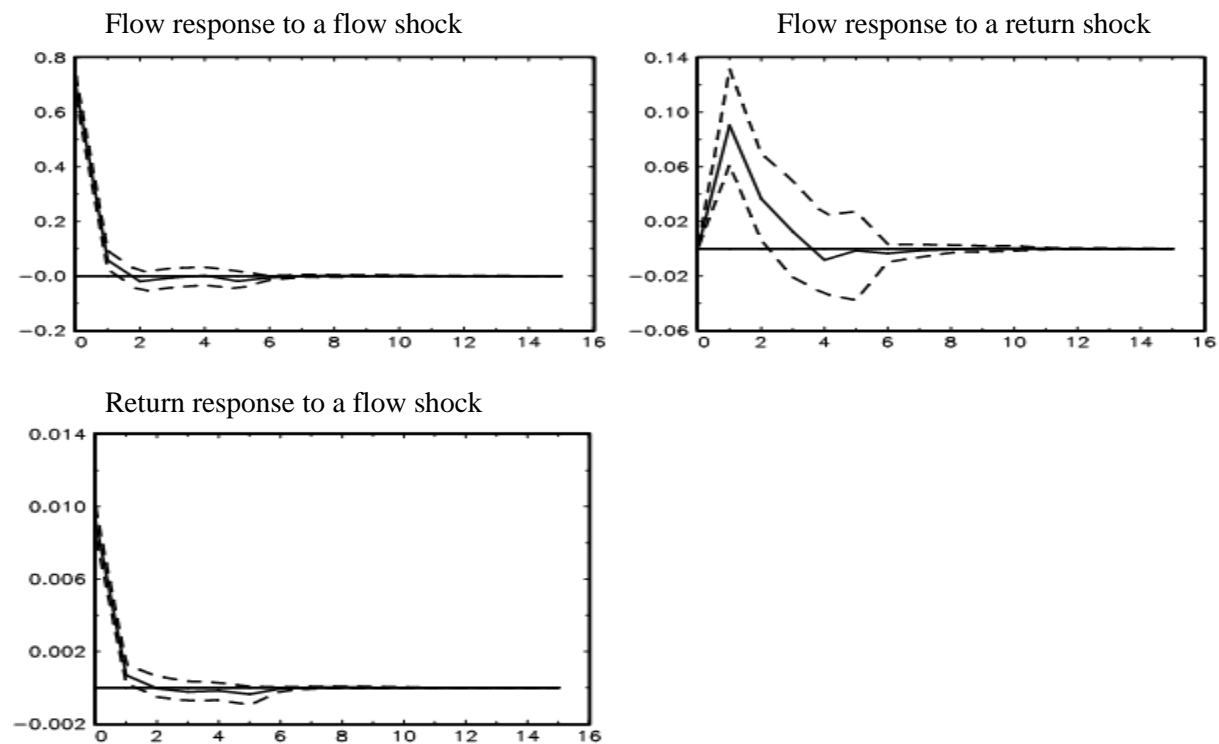 Flow response to a flow shock
0.8
0.6
0.4
0.2
−0.0
−0.2
0 2 4 6 8 10 12 14 16
Flow response to a return shock
0.14
0.10
0.06
0.02
−0.02
−0.06
0 2 4 6 8 10 12 14 16
Return response to a flow shock
0.014
0.010
0.006
0.002
−0.002
0 2 4 6 8 10 12 14 16